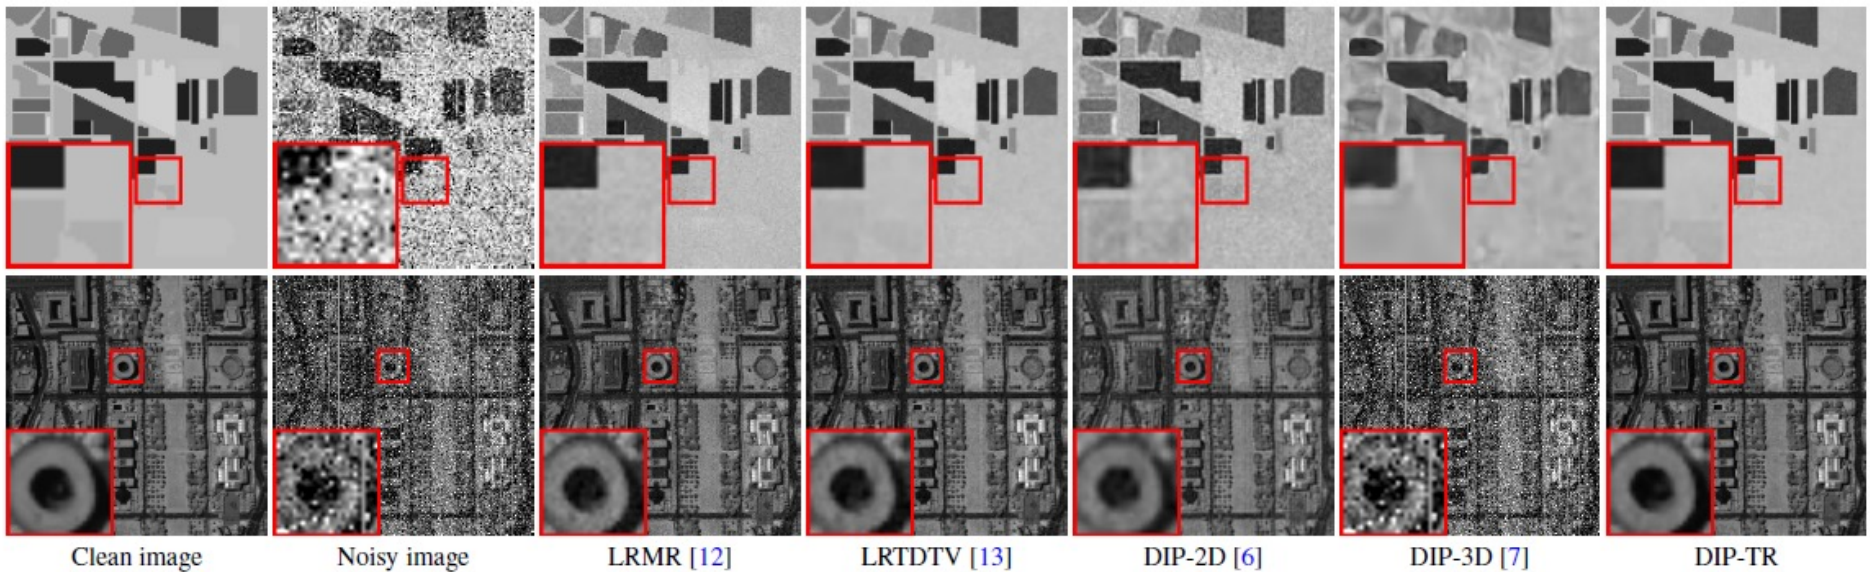 Clean image Noisy image LRMR [12] LRTDTV [13] DIP-2D [6] DIP-3D [7] DIP-TR